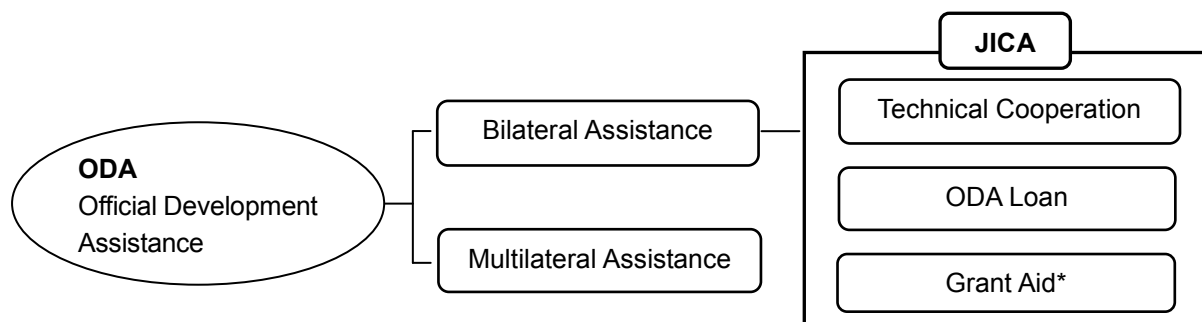 JICA
Technical Cooperation
Bilateral Assistance
ODA
Official Development
Assistance
ODA Loan
Multilateral Assistance
Grant Aid*